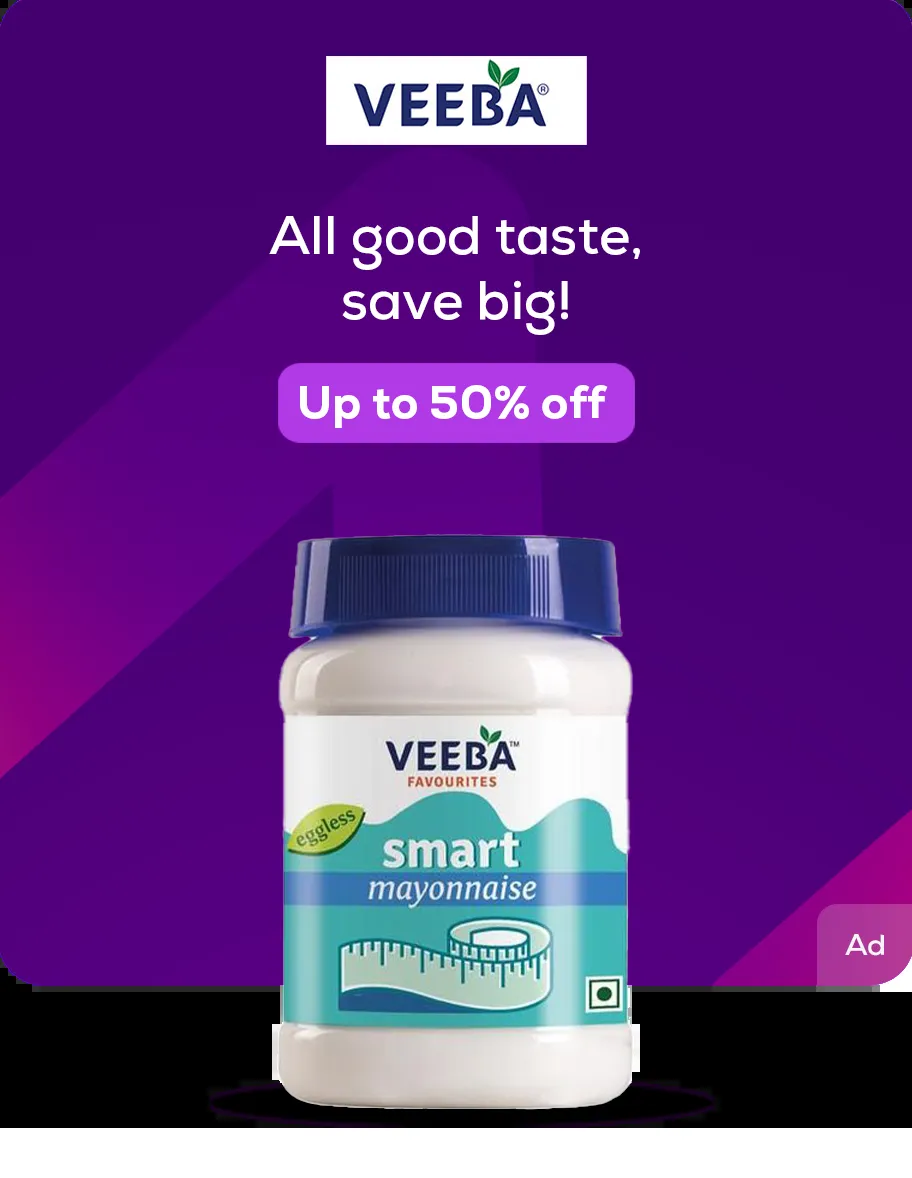 VEEBA®
All good taste,
save big!
Up to 50% off
VEEBA™
FAVOURITES
eggless
smart
mayonnaise
Ad